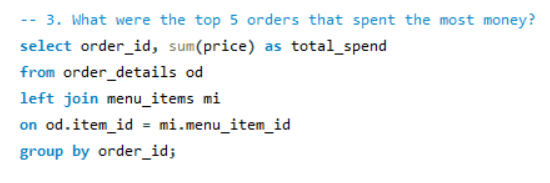 -- 3. What were the top 5 orders that spent the most money?
select order_id, sum(price) as total_spend
from order_details od
left join menu_items mi
on od.item_id = mi.menu_item_id
group by order_id;